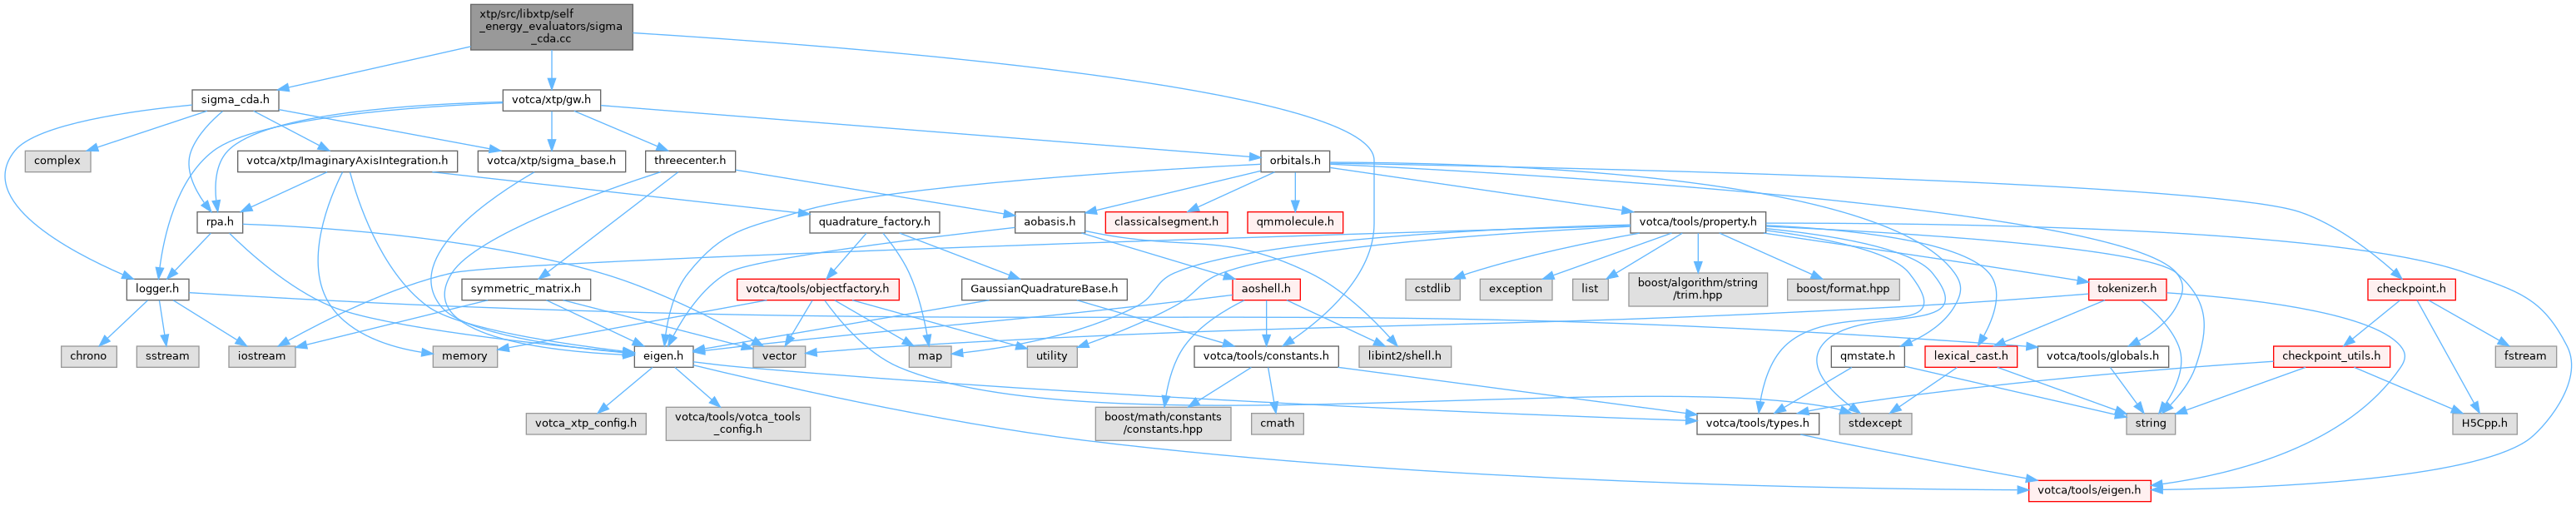 xtp/src/libxtp/self
_energy_evaluators/sigma
_cda.cc
sigma_cda.h
votca/xtp/gw.h
complex
votca/xtp/ImaginaryAxisIntegration.h
votca/xtp/sigma_base.h
threecenter.h
orbitals.h
rpa.h
quadrature_factory.h
aobasis.h
classicalsegment.h
qmmolecule.h
votca/tools/property.h
logger.h
symmetric_matrix.h
votca/tools/objectfactory.h
GaussianQuadratureBase.h
aoshell.h
cstdlib
exception
list
boost/algorithm/string
/trim.hpp
boost/format.hpp
tokenizer.h
checkpoint.h
chrono
sstream
iostream
memory
eigen.h
vector
map
utility
votca/tools/constants.h
libint2/shell.h
qmstate.h
lexical_cast.h
votca/tools/globals.h
checkpoint_utils.h
fstream
votca_xtp_config.h
votca/tools/votca_tools
_config.h
boost/math/constants
/constants.hpp
cmath
votca/tools/types.h
stdexcept
string
H5Cpp.h
votca/tools/eigen.h